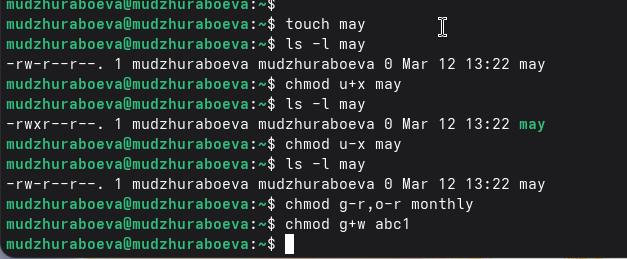 mudzhuraboeva@mudzhuraboeva:~$
mudzhuraboeva@mudzhuraboeva:~$ touch may
mudzhuraboeva@mudzhuraboeva:~$ ls -l may
-rw-r--r--. 1 mudzhuraboeva mudzhuraboeva 0 Mar 12 13:22 may
mudzhuraboeva@mudzhuraboeva:~$ chmod u+x may
mudzhuraboeva@mudzhuraboeva:~$ ls -l may
-rwxr--r--. 1 mudzhuraboeva mudzhuraboeva 0 Mar 12 13:22 may
mudzhuraboeva@mudzhuraboeva:~$ chmod u-x may
mudzhuraboeva@mudzhuraboeva:~$ ls -l may
-rw-r--r--. 1 mudzhuraboeva mudzhuraboeva 0 Mar 12 13:22 may
mudzhuraboeva@mudzhuraboeva:~$ chmod g-r,o-r monthly
mudzhuraboeva@mudzhuraboeva:~$ chmod g+w abc1
mudzhuraboeva@mudzhuraboeva:~$